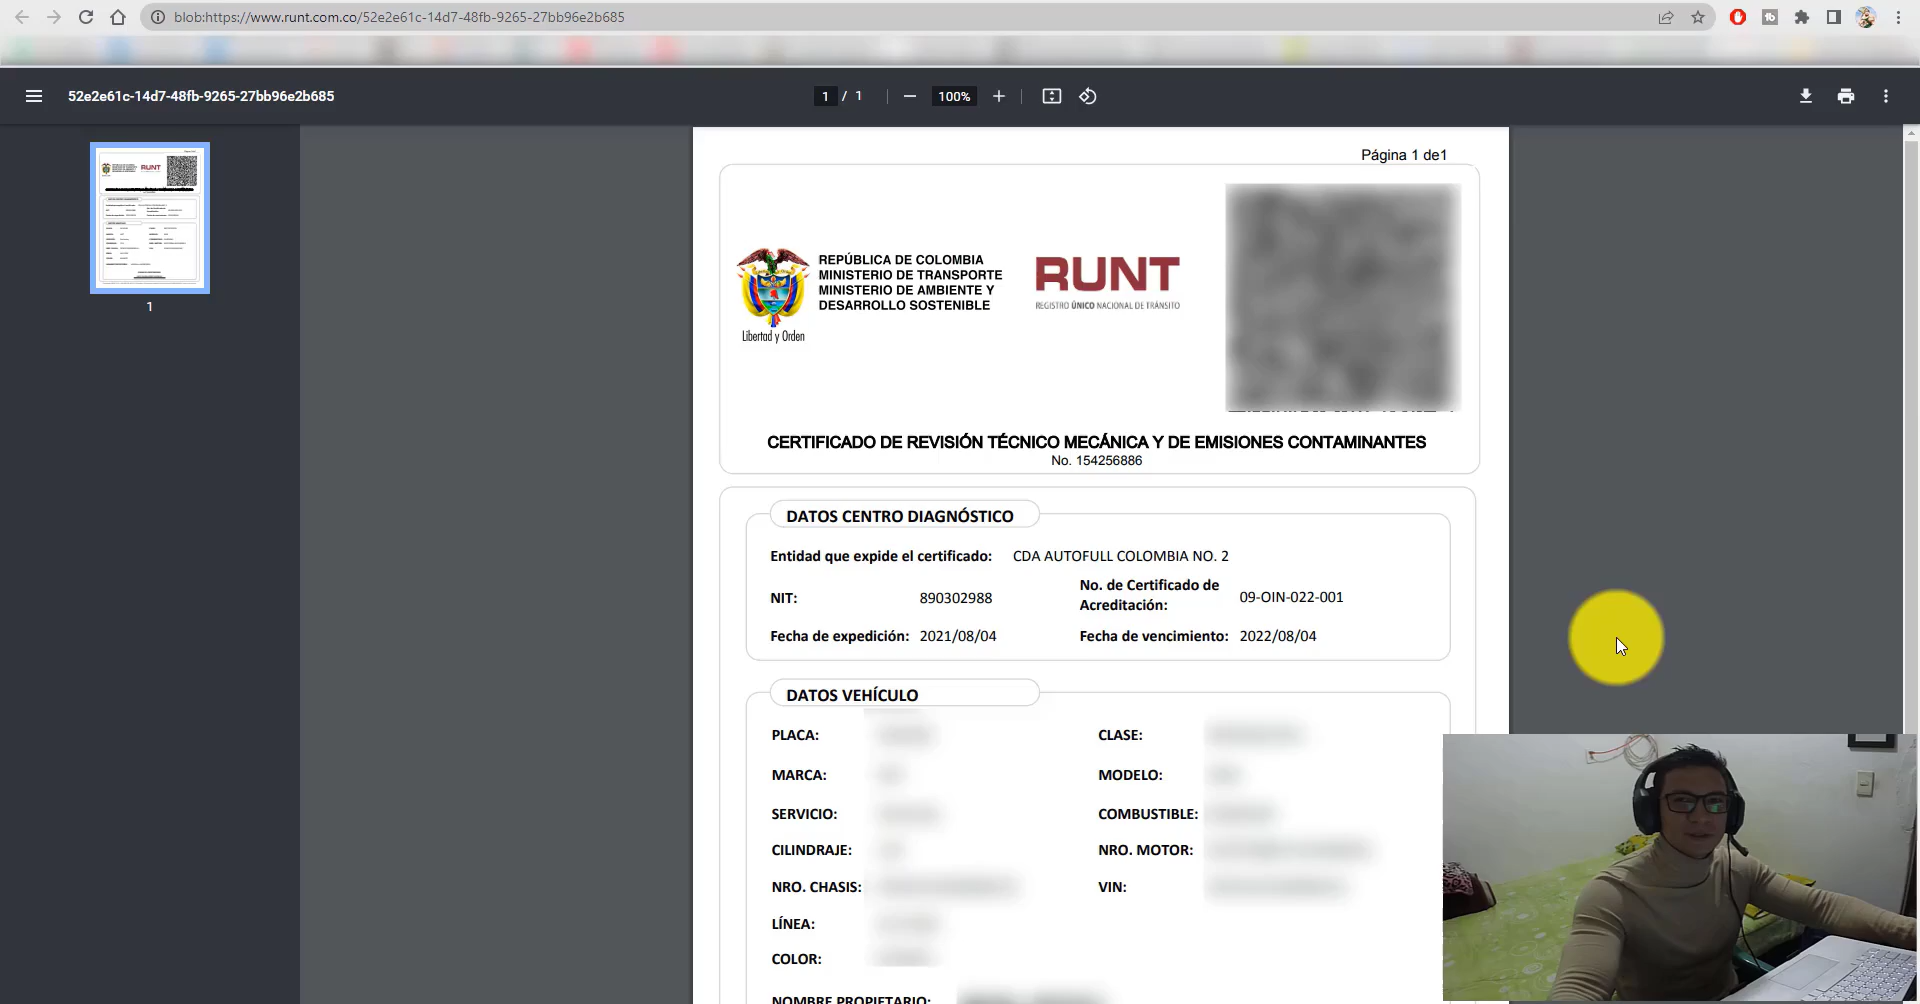 blob:https://www.runt.com.co/52e2e61c-14d7-48fb-9265-27bb96e2b685
52e2e61c-14d7-48fb-9265-27bb96e2b685
1 / 1
100%
1
Página 1 de1
REPÚBLICA DE COLOMBIA
MINISTERIO DE TRANSPORTE
MINISTERIO DE AMBIENTE Y
DESARROLLO SOSTENIBLE
Libertad y Orden
RUNT
REGISTRO ÚNICO NACIONAL DE TRÁNSITO
CERTIFICADO DE REVISIÓN TÉCNICO MECÁNICA Y DE EMISIONES CONTAMINANTES
No. 154256886
DATOS CENTRO DIAGNÓSTICO
Entidad que expide el certificado: CDA AUTOFULL COLOMBIA NO. 2
NIT: 890302988 No. de Certificado de Acreditación: 09-OIN-022-001
Fecha de expedición: 2021/08/04 Fecha de vencimiento: 2022/08/04
DATOS VEHÍCULO
PLACA: CLASE:
MARCA: MODELO:
SERVICIO: COMBUSTIBLE:
CILINDRAJE: NRO. MOTOR:
NRO. CHASIS: VIN:
LÍNEA:
COLOR:
NOMBRE PROPIETARIO: